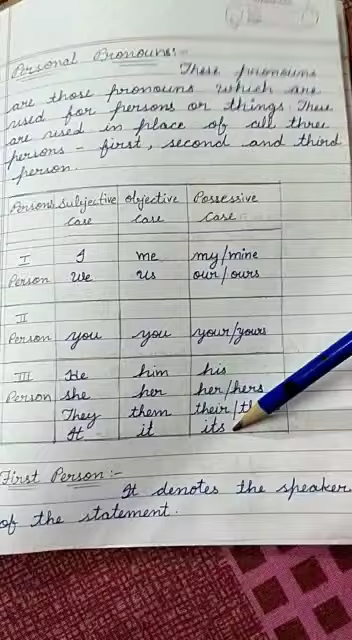 Personal Pronouns:-
These pronouns
are those pronouns which are
used for persons or things. These
are used in place of all three
persons - first, second and third
person.
Persons Subjective Objective Possessive
case case case
I I me my/mine
Person We us our/ours
II
Person you you your/yours
III He him his
Person she her her/hers
They them their/th
It it its
First Person:-
It denotes the speaker
of the statement.